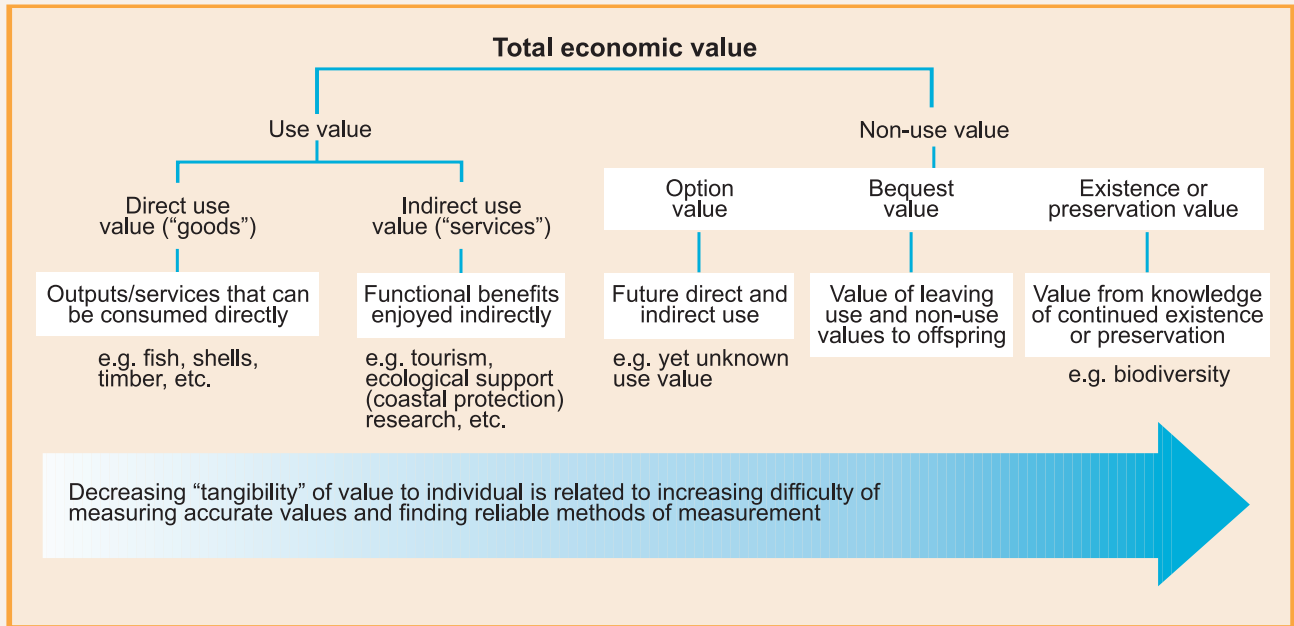 Total economic value
Use value
Non-use value
Direct use
value (“goods”)
Indirect use
value (“services”)
Option
value
Bequest
value
Existence or
preservation value
Outputs/services that can
be consumed directly
Functional benefits
enjoyed indirectly
Future direct and
indirect use
Value of leaving
use and non-use
values to offspring
Value from knowledge
of continued existence
or preservation
e.g. fish, shells,
timber, etc.
e.g. tourism,
ecological support
(coastal protection)
research, etc.
e.g. yet unknown
use value
e.g. biodiversity
Decreasing “tangibility” of value to individual is related to increasing difficulty of
measuring accurate values and finding reliable methods of measurement